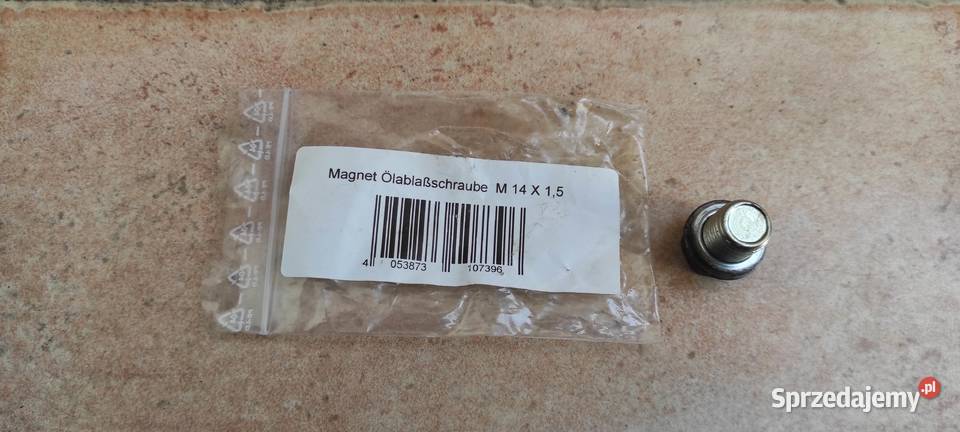 Magnet Ölablaßschraube M 14 X 1,5
4 053873 107396
Sprzedajemy.pl